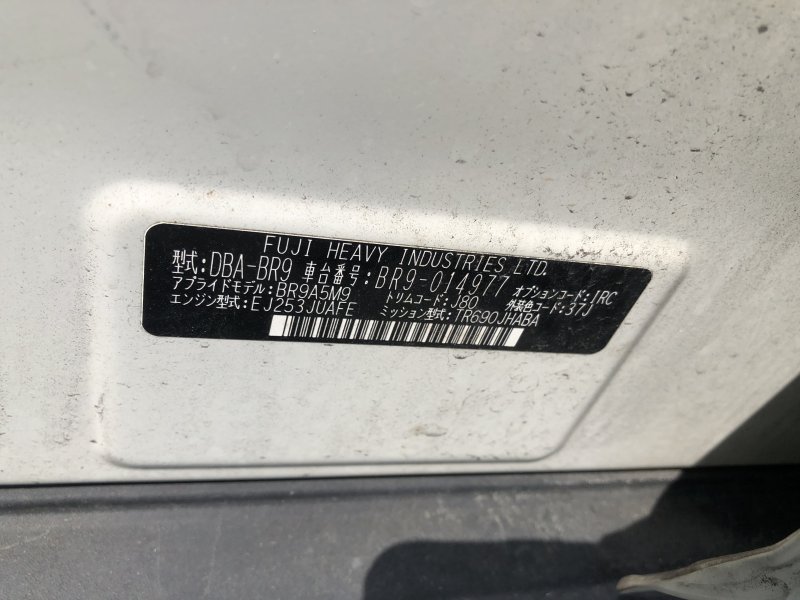 FUJI HEAVY INDUSTRIES LTD.
型式:DBA-BR9 車台番号:BR9-014977 オプションコード:1RC
アプライドモデル:BR9A5M9 トリムコード:J80 外装色コード:37J
エンジン型式:EJ253JUAFE ミッション型式:TR690JHABA